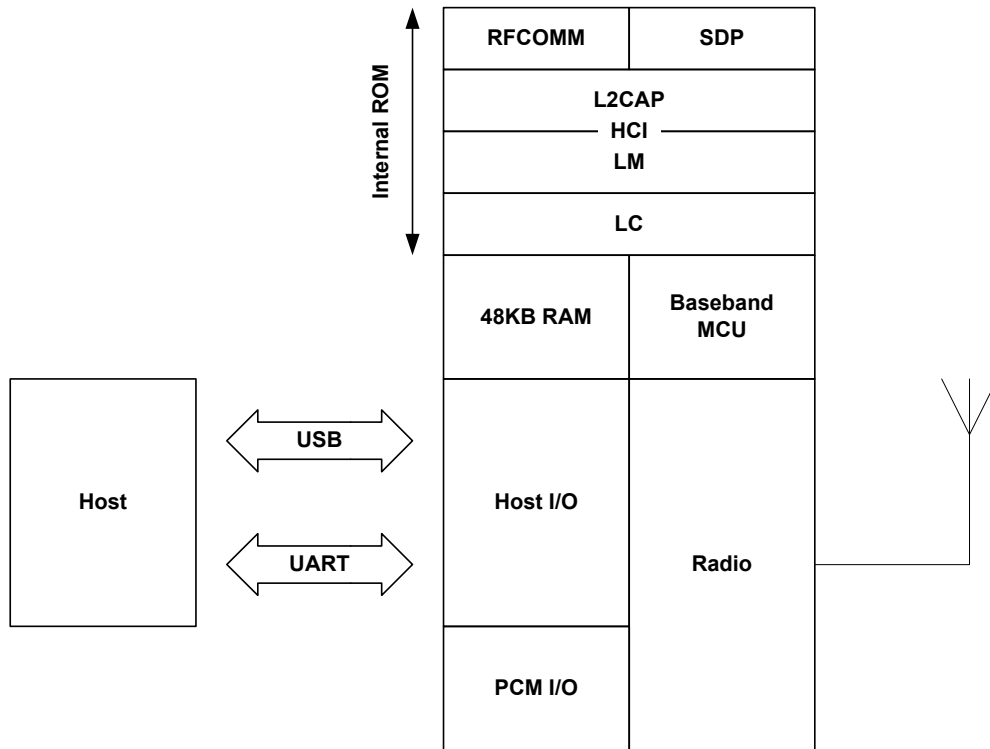 RFCOMM
SDP
Internal ROM
L2CAP
HCI
LM
LC
48KB RAM
Baseband
MCU
USB
Host
Host I/O
UART
Radio
PCM I/O